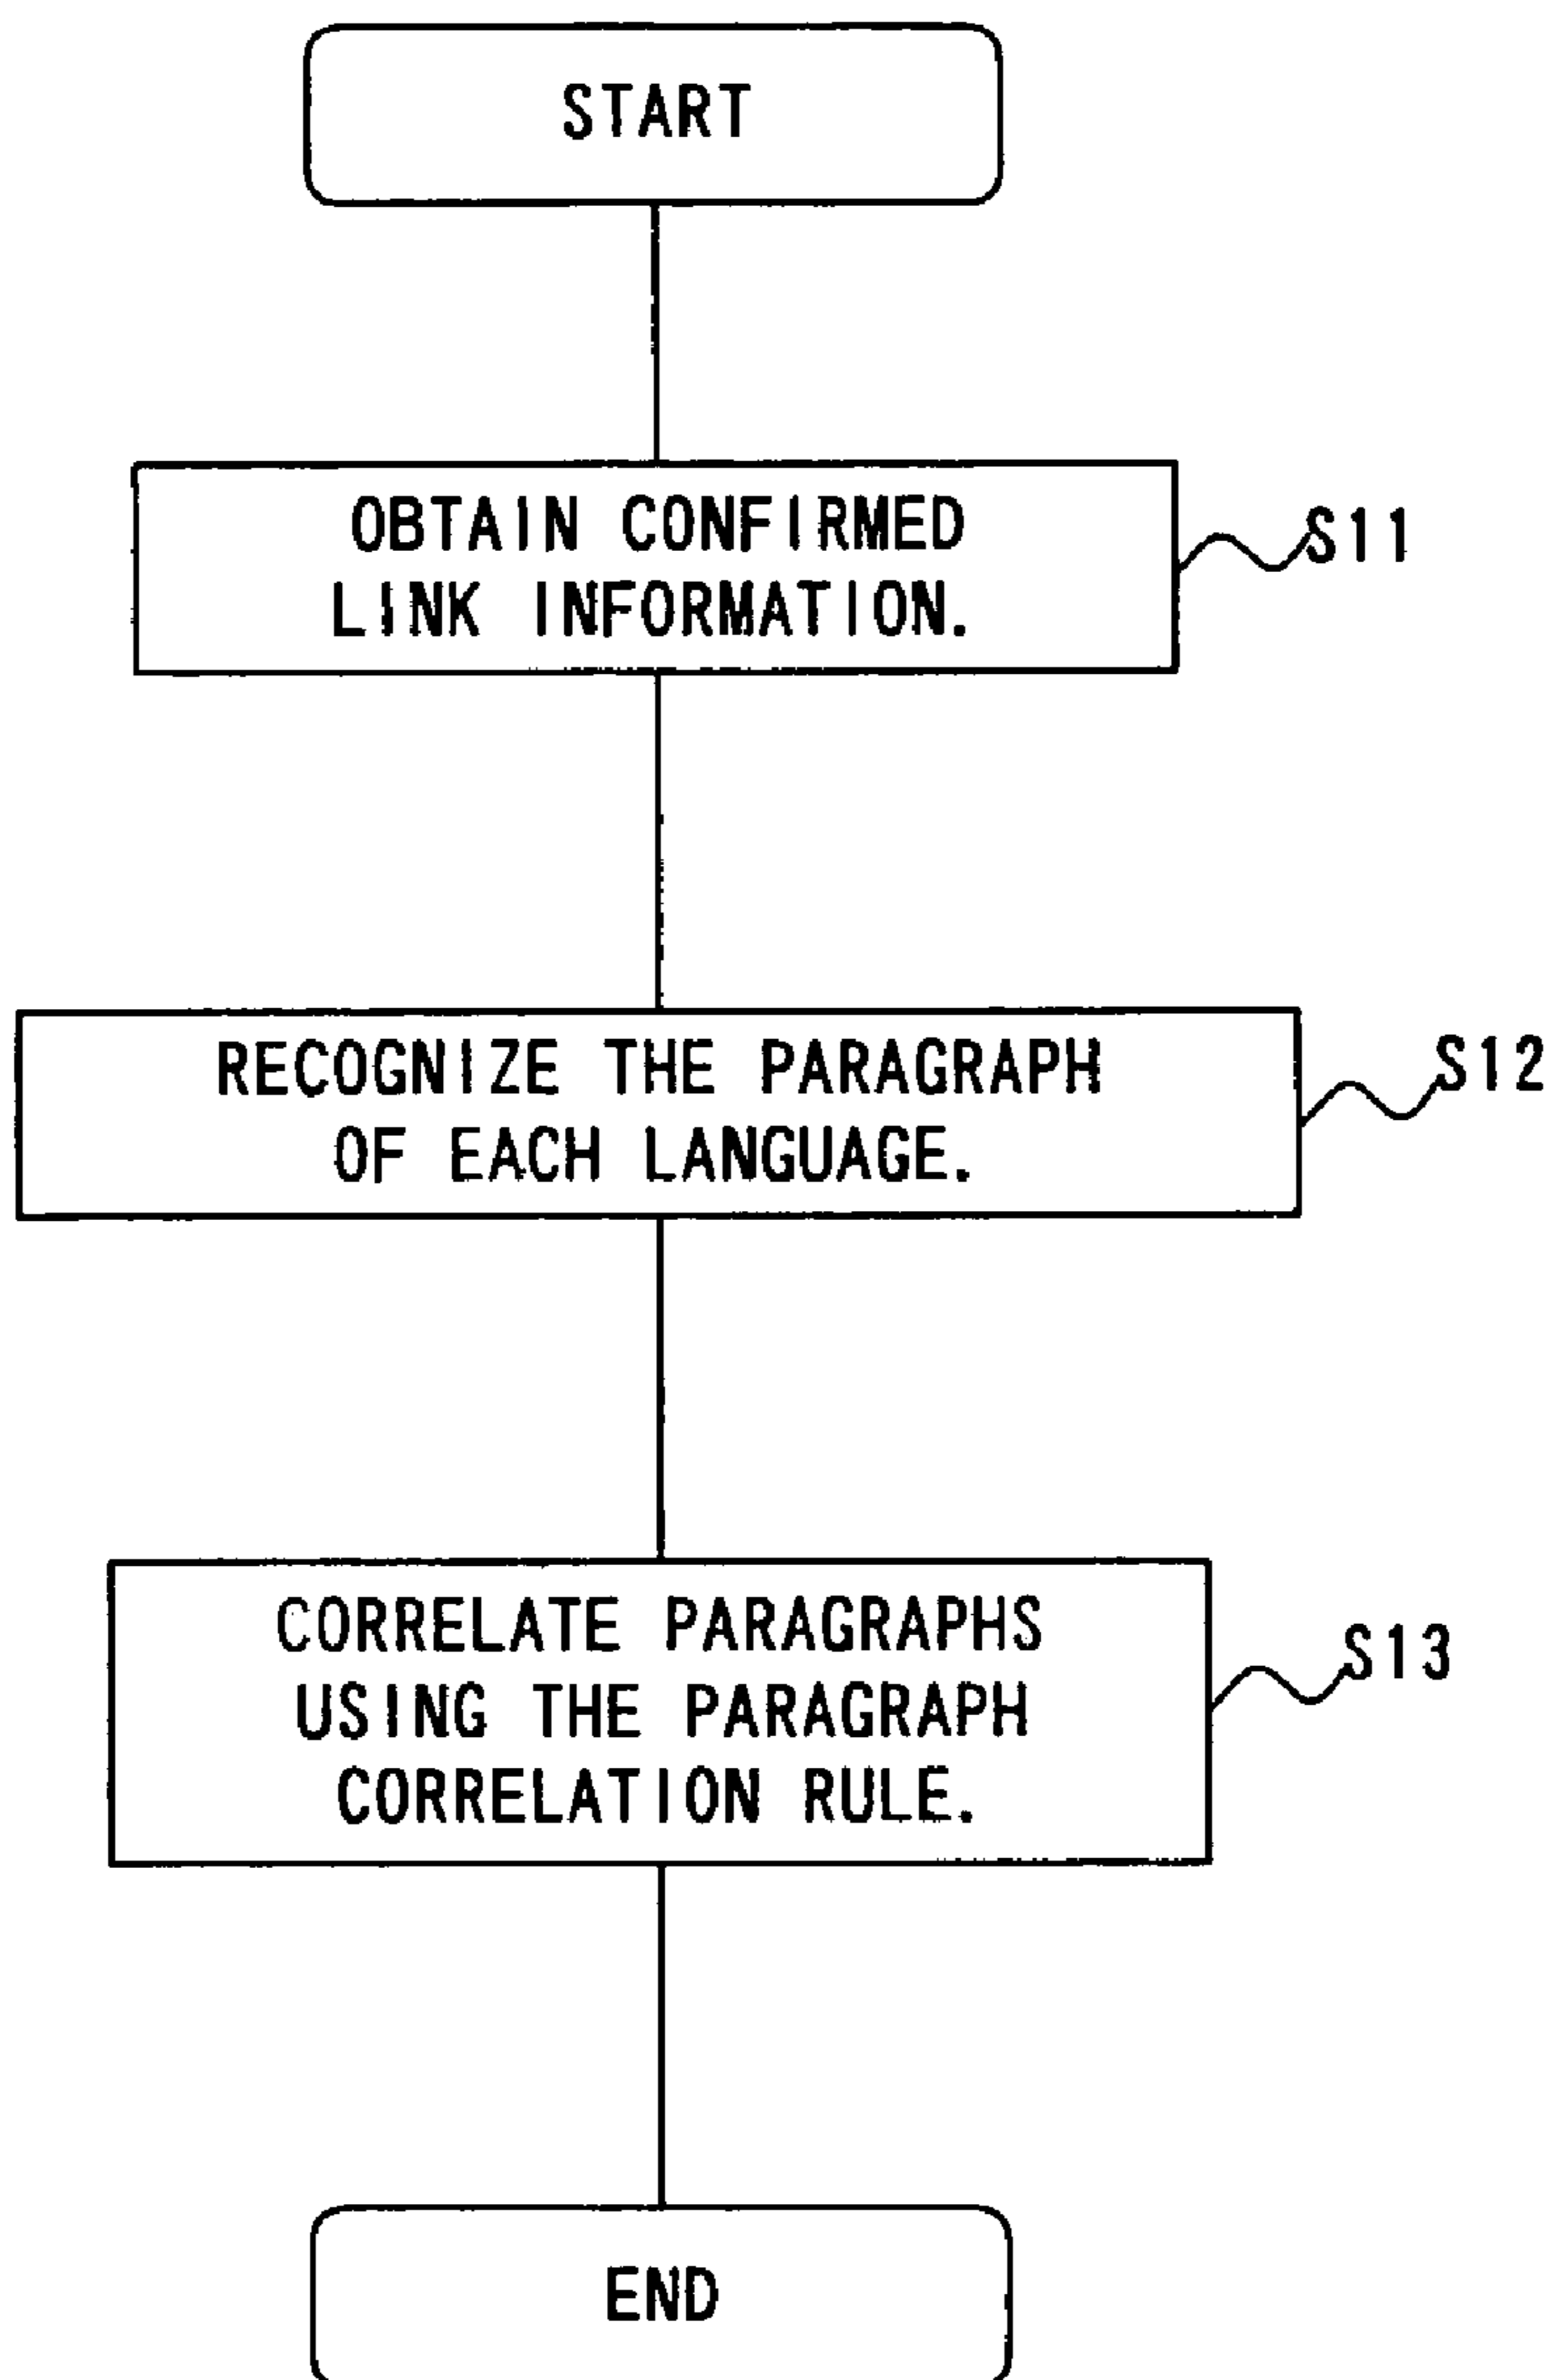 START
OBTAIN CONFIRMED
LINK INFORMATION.
S11
RECOGNIZE THE PARAGRAPH
OF EACH LANGUAGE.
S12
CORRELATE PARAGRAPHS
USING THE PARAGRAPH
CORRELATION RULE.
S13
END